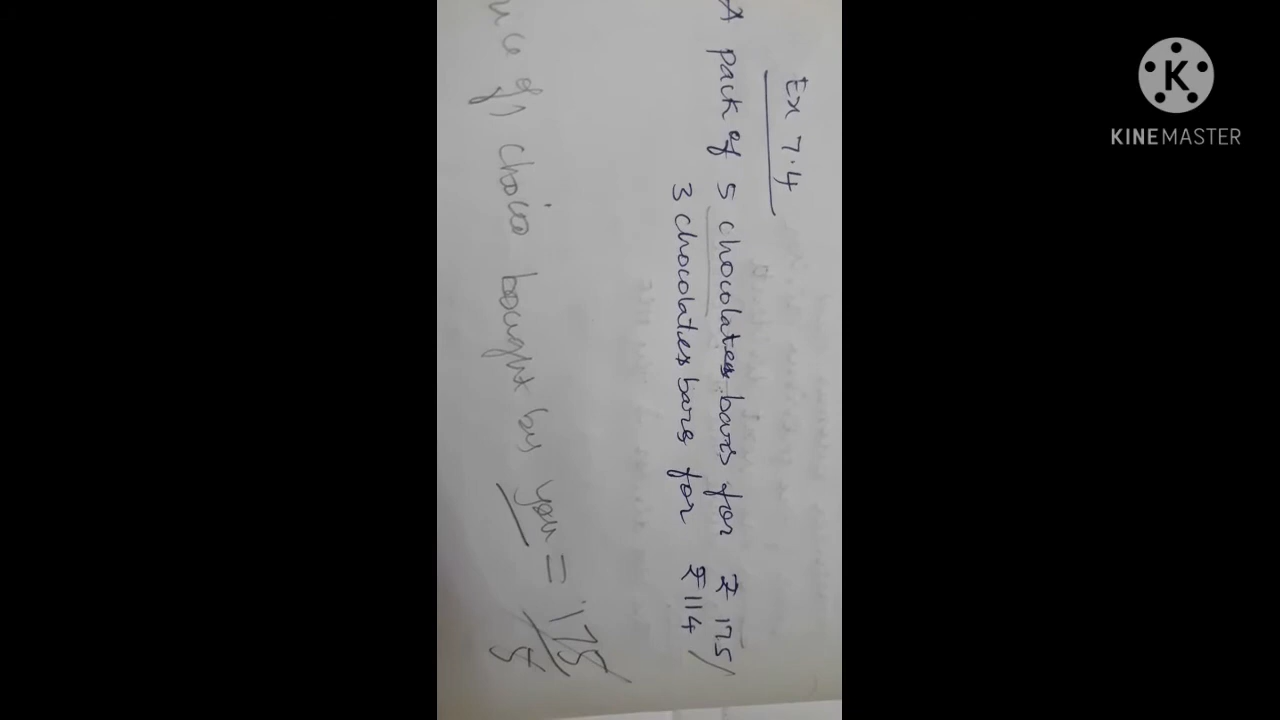 Ex 7.4
A pack of 5 chocolates bars for ₹ 175/
3 chocolates bars for ₹ 114
of 1 choco bought by you = 175/5
KINEMASTER